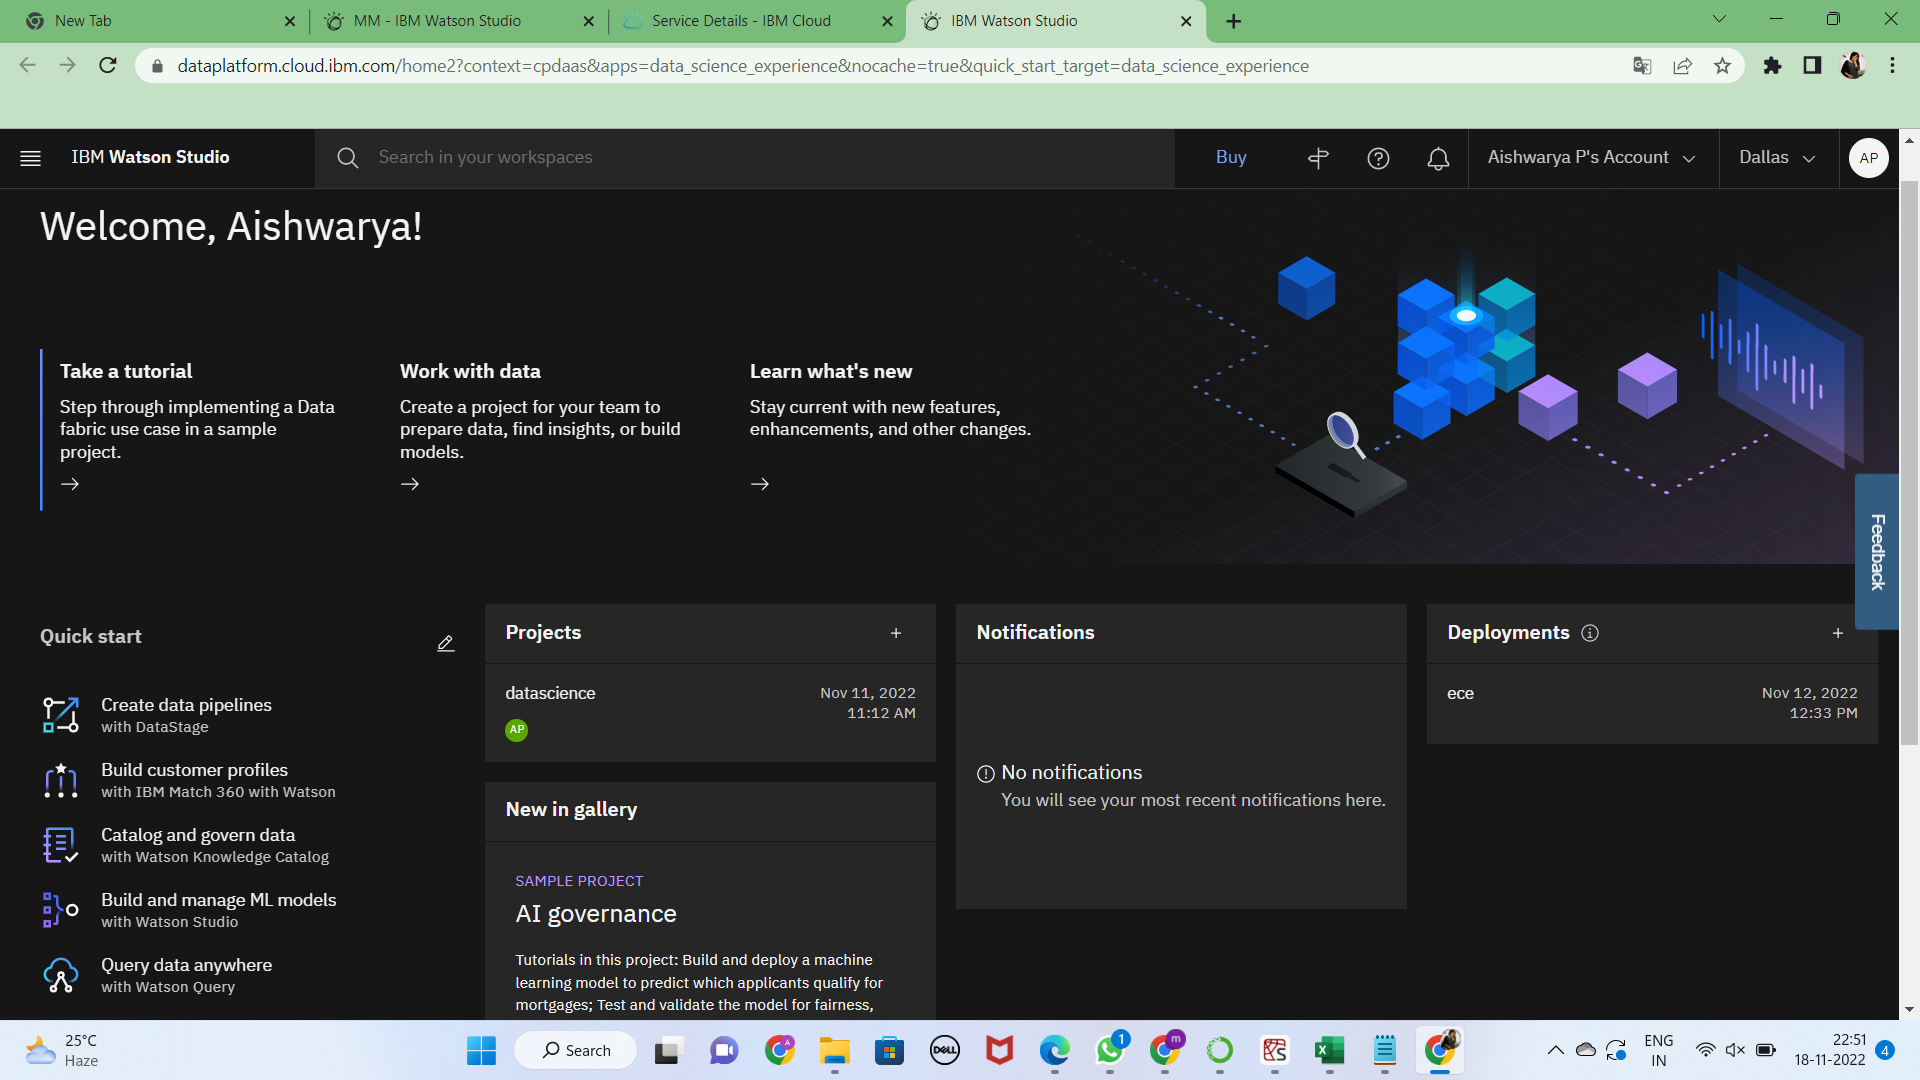 New Tab
MM - IBM Watson Studio
Service Details - IBM Cloud
IBM Watson Studio
dataplatform.cloud.ibm.com/home2?context=cpdaas&apps=data_science_experience&nocache=true&quick_start_target=data_science_experience
IBM Watson Studio
Search in your workspaces
Buy
Aishwarya P's Account
Dallas
AP
Welcome, Aishwarya!
Take a tutorial
Step through implementing a Data
fabric use case in a sample
project.
Work with data
Create a project for your team to
prepare data, find insights, or build
models.
Learn what's new
Stay current with new features,
enhancements, and other changes.
Feedback
Quick start
Create data pipelines
with DataStage
Build customer profiles
with IBM Match 360 with Watson
Catalog and govern data
with Watson Knowledge Catalog
Build and manage ML models
with Watson Studio
Query data anywhere
with Watson Query
Projects
datascience
Nov 11, 2022
11:12 AM
AP
New in gallery
SAMPLE PROJECT
AI governance
Tutorials in this project: Build and deploy a machine
learning model to predict which applicants qualify for
mortgages; Test and validate the model for fairness,
Notifications
No notifications
You will see your most recent notifications here.
Deployments
ece
Nov 12, 2022
12:33 PM
25°C
Haze
Search
A
DELL
1
m
ENG
IN
22:51
18-11-2022
4